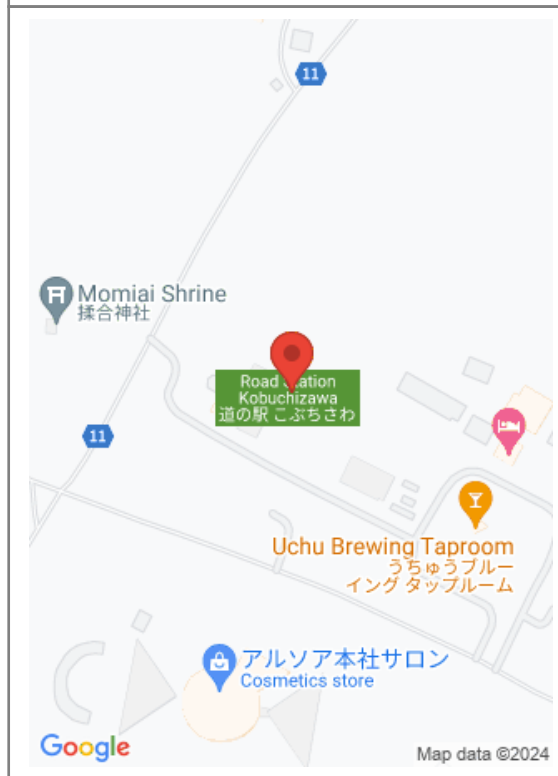 11
Momiai Shrine
揉合神社
Road Station
Kobuchizawa
道の駅 こぶちさわ
11
Uchu Brewing Taproom
うちゅうブルー
イング タップルーム
アルソア本社サロン
Cosmetics store
Google
Map data ©2024